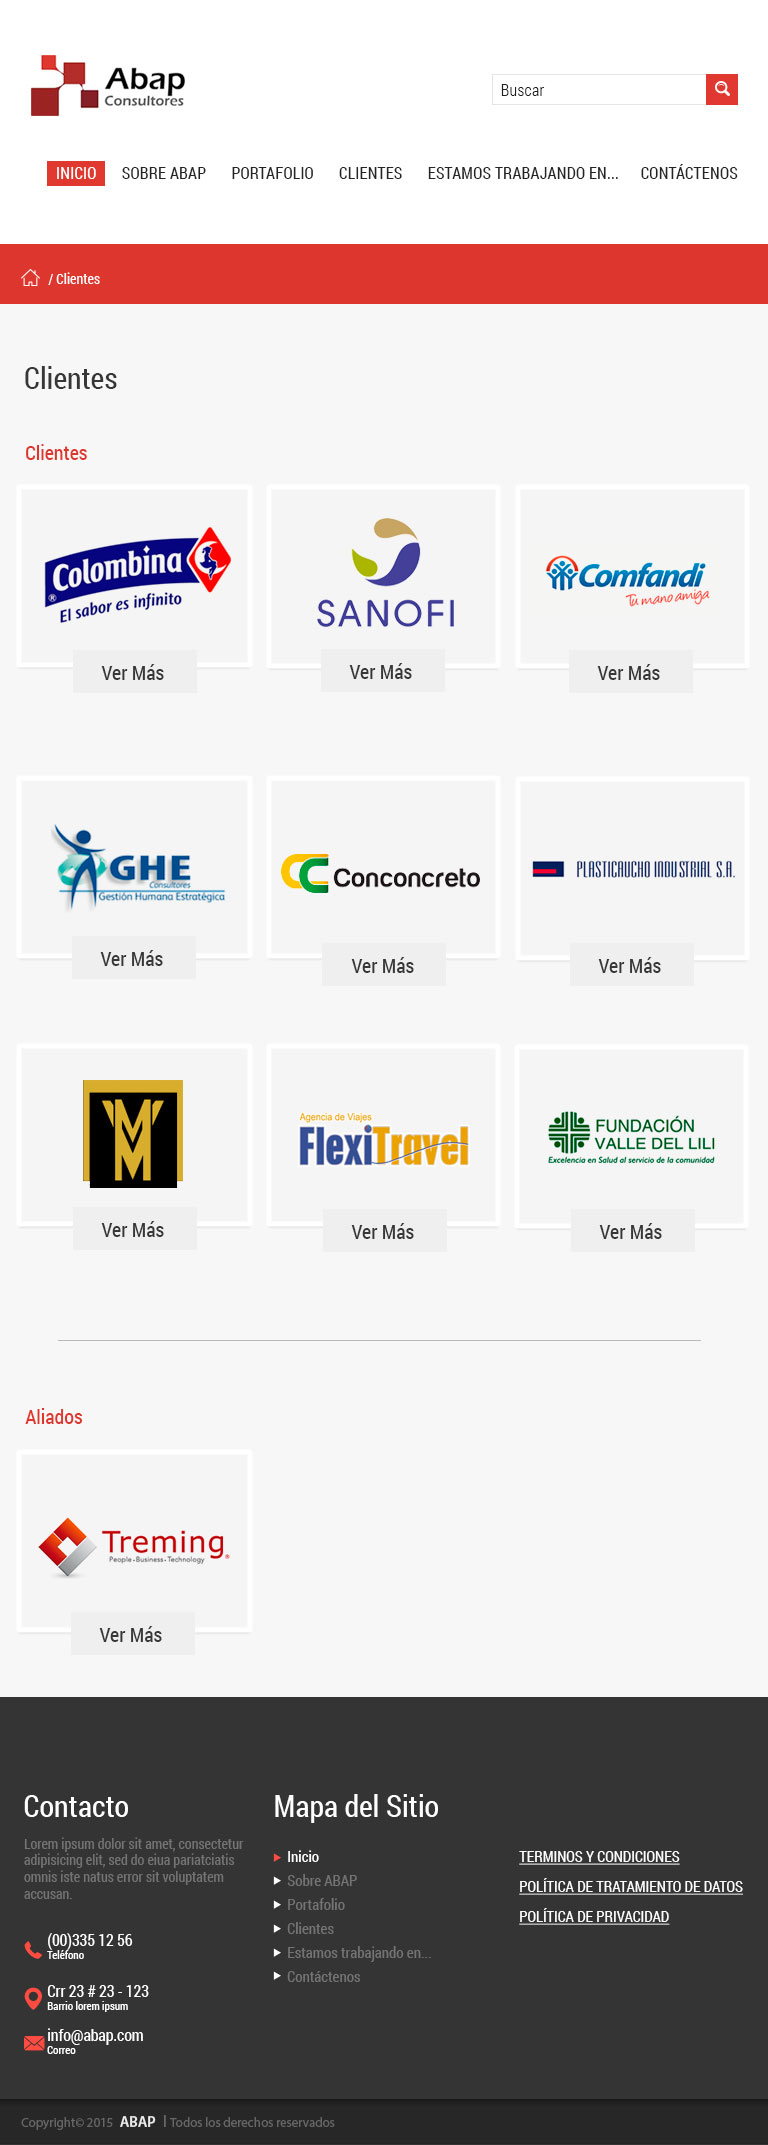 Abap
Consultores
Buscar
INICIO SOBRE ABAP PORTAFOLIO CLIENTES ESTAMOS TRABAJANDO EN... CONTÁCTENOS
/ Clientes
Clientes
Clientes
Colombina
®
El sabor es infinito
SANOFI
Comfandi
Tu mano amiga
Ver Más Ver Más Ver Más
GHE
Consultores
Gestión Humana Estratégica
Conconcreto
PLASTICAUCHO INDUSTRIAL S.A.
Ver Más Ver Más Ver Más
Agencia de Viajes
FlexiTravel
FUNDACIÓN
VALLE DEL LILI
Excelencia en Salud al servicio de la comunidad
Ver Más Ver Más Ver Más
Aliados
Treming®
People•Business•Technology
Ver Más
Contacto
Lorem ipsum dolor sit amet, consectetur
adipisicing elit, sed do eiua pariatciatis
omnis iste natus error sit voluptatem
accusan.
(00)335 12 56
Teléfono
Crr 23 # 23 - 123
Barrio lorem ipsum
info@abap.com
Correo
Mapa del Sitio
Inicio
Sobre ABAP
Portafolio
Clientes
Estamos trabajando en...
Contáctenos
TERMINOS Y CONDICIONES
POLÍTICA DE TRATAMIENTO DE DATOS
POLÍTICA DE PRIVACIDAD
Copyright© 2015 ABAP | Todos los derechos reservados